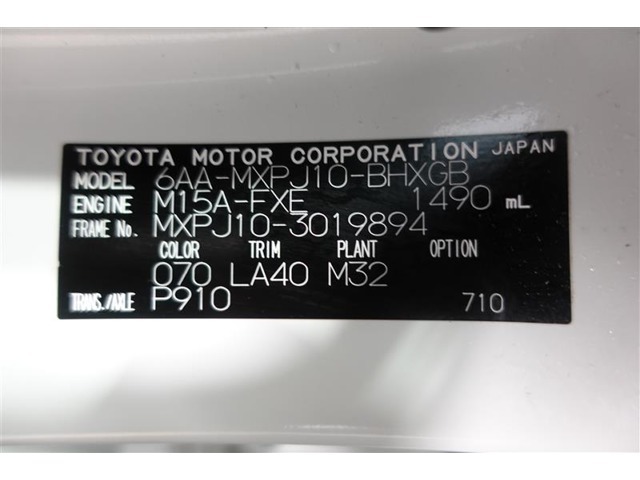 TOYOTA MOTOR CORPORATION JAPAN
MODEL 6AA-MXPJ10-BHXGB
ENGINE M15A-FXE 1490 mL
FRAME No. MXPJ10-3019894
COLOR TRIM PLANT OPTION
070 LA40 M32
TRANS./AXLE P910 710